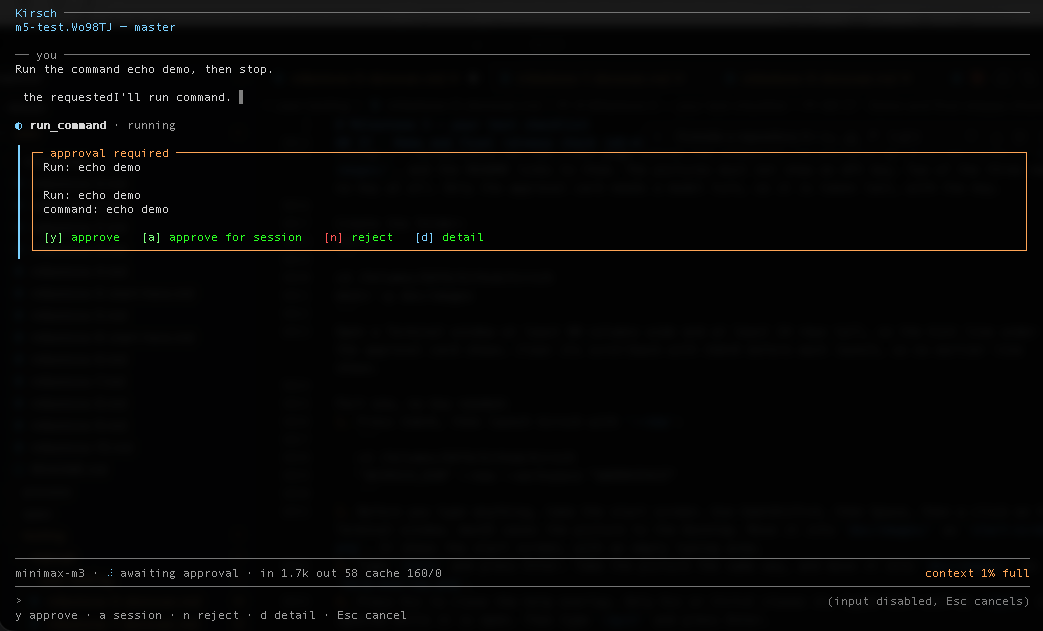 Kirsch
m5-test.Wo98TJ — master
you
Run the command echo demo, then stop.
the requestedI'll run command.
run_command · running
approval required
Run: echo demo
Run: echo demo
command: echo demo
[y] approve [a] approve for session [n] reject [d] detail
minimax-m3 · awaiting approval · in 1.7k out 58 cache 160/0 context 1% full
> (input disabled, Esc cancels)
y approve · a session · n reject · d detail · Esc cancel